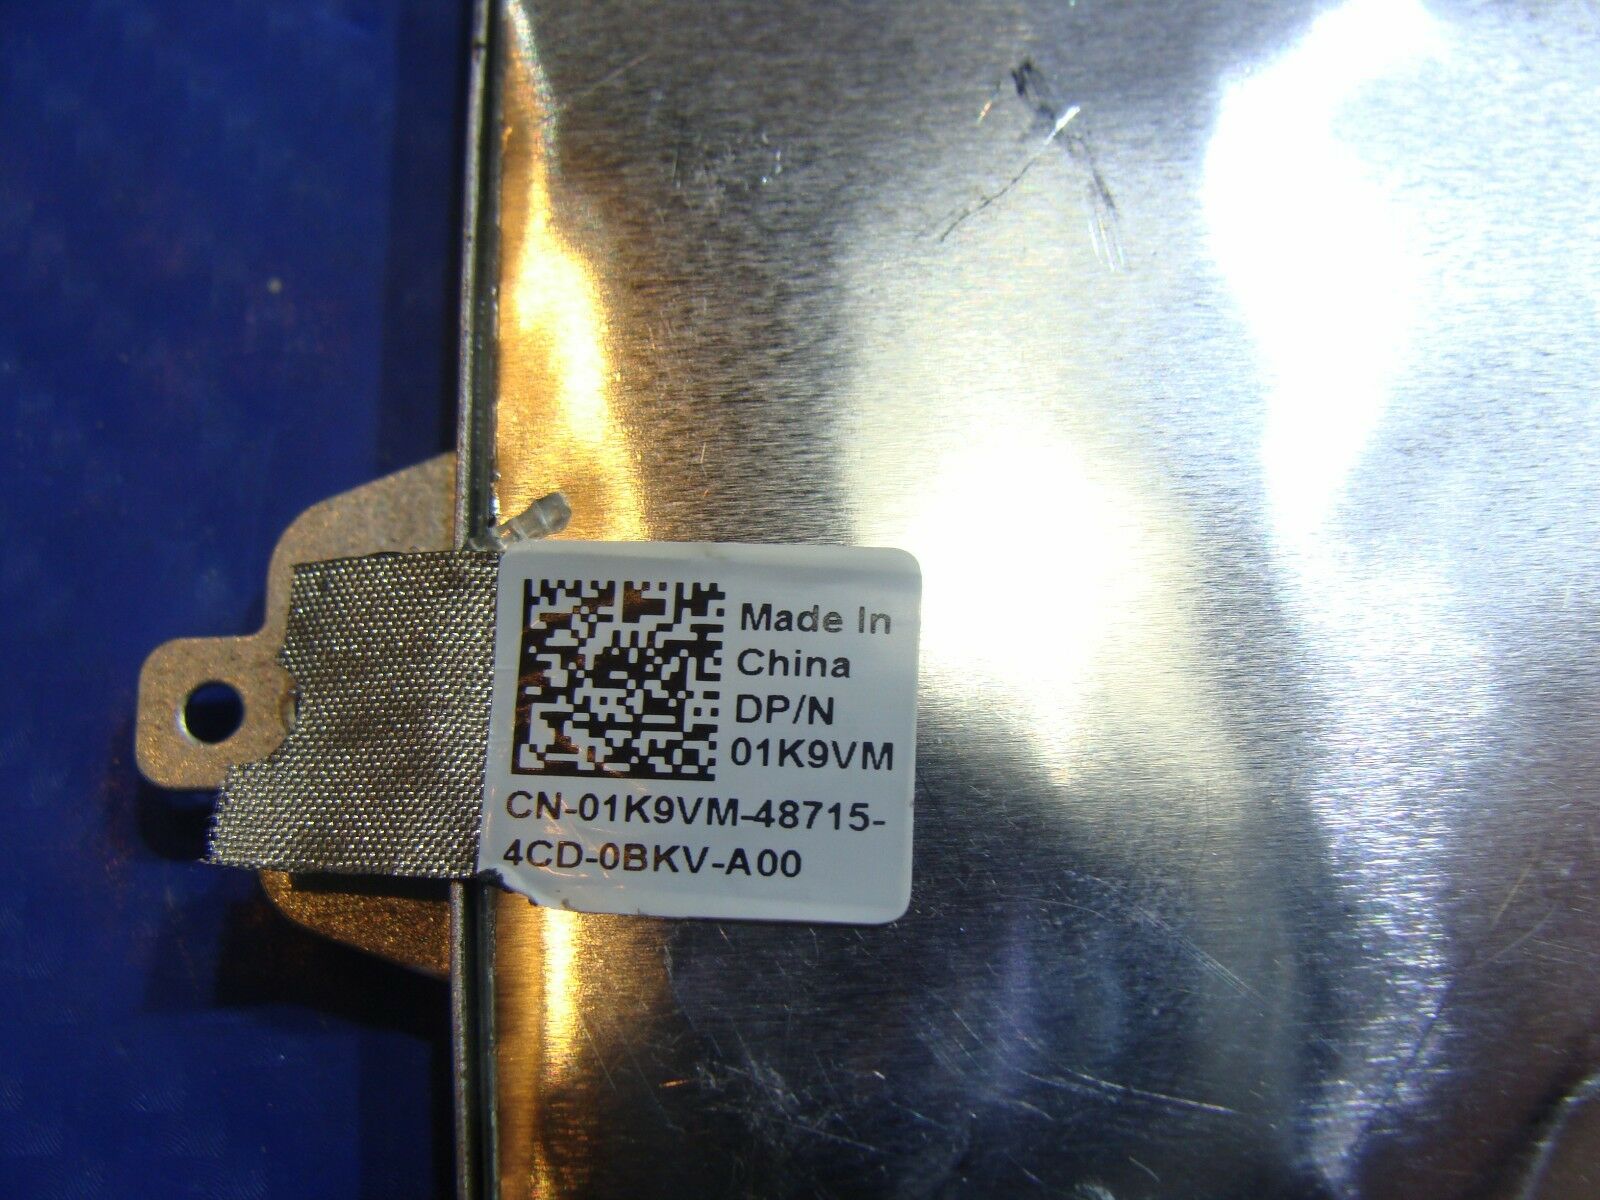 Made In
China
DP/N
01K9VM
CN-01K9VM-48715-
4CD-0BKV-A00